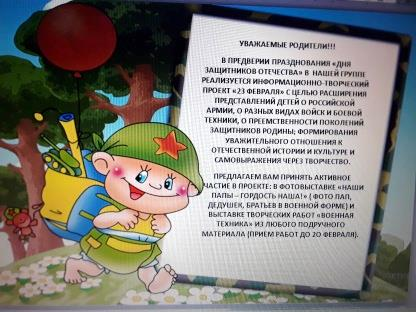 УВАЖАЕМЫЕ РОДИТЕЛИ!!!
В ПРЕДВЕРИИ ПРАЗДНОВАНИЯ «ДНЯ
ЗАЩИТНИКОВ ОТЕЧЕСТВА» В НАШЕЙ ГРУППЕ
РЕАЛИЗУЕТСЯ ИНФОРМАЦИОННО-ТВОРЧЕСКИЙ
ПРОЕКТ «23 ФЕВРАЛЯ» С ЦЕЛЬЮ РАСШИРЕНИЯ
ПРЕДСТАВЛЕНИЙ ДЕТЕЙ О РОССИЙСКОЙ
АРМИИ, О РАЗНЫХ ВИДАХ ВОЙСК И БОЕВОЙ
ТЕХНИКИ, О ПРЕЕМСТВЕННОСТИ ПОКОЛЕНИЙ
ЗАЩИТНИКОВ РОДИНЫ; ФОРМИРОВАНИЯ
УВАЖИТЕЛЬНОГО ОТНОШЕНИЯ К
ОТЕЧЕСТВЕННОЙ ИСТОРИИ И КУЛЬТУРЕ И
САМОВЫРАЖЕНИЯ ЧЕРЕЗ ТВОРЧЕСТВО.
ПРЕДЛАГАЕМ ВАМ ПРИНЯТЬ АКТИВНОЕ
УЧАСТИЕ В ПРОЕКТЕ: В ФОТОВЫСТАВКЕ «НАШИ
ПАПЫ – ГОРДОСТЬ НАША!» ( ФОТО ПАП,
ДЕДУШЕК, БРАТЬЕВ В ВОЕННОЙ ФОРМЕ) И
ВЫСТАВКЕ ТВОРЧЕСКИХ РАБОТ «ВОЕННАЯ
ТЕХНИКА» ИЗ ЛЮБОГО ПОДРУЧНОГО
МАТЕРИАЛА (ПРИЕМ РАБОТ ДО 20 ФЕВРАЛЯ).